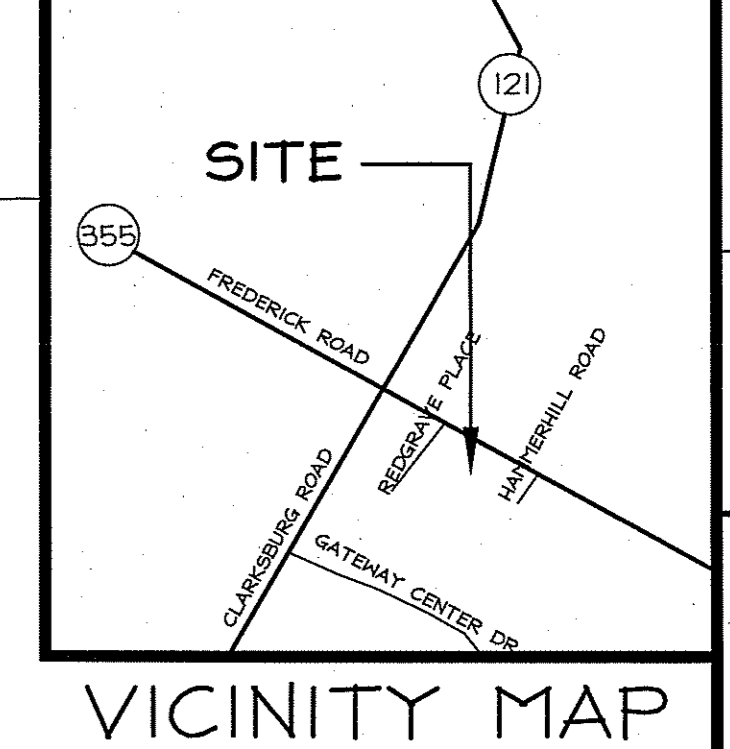 121
SITE
355
FREDERICK ROAD
REDGRAVE PLACE
HAMMERHILL ROAD
CLARKSBURG ROAD
GATEWAY CENTER DR
VICINITY MAP